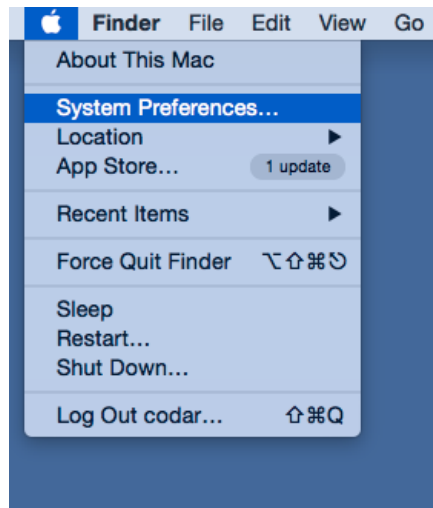 Finder File Edit View Go
About This Mac
System Preferences...
Location
App Store... 1 update
Recent Items
Force Quit Finder ⌥⇧⌘⎋
Sleep
Restart...
Shut Down...
Log Out codar... ⇧⌘Q